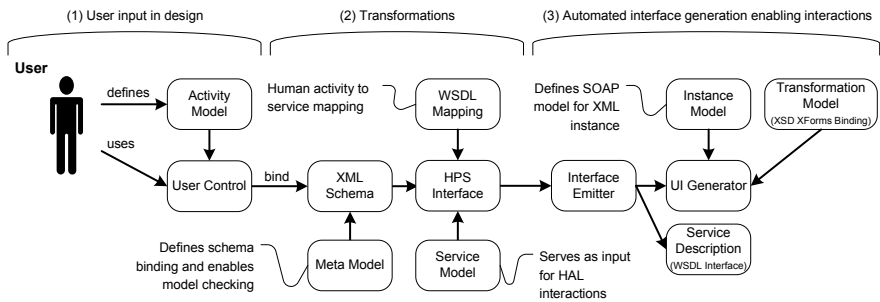 (1) User input in design
(2) Transformations
(3) Automated interface generation enabling interactions
User
defines
uses
Activity
Model
User Control
bind
Human activity to
service mapping
WSDL
Mapping
XML
Schema
HPS
Interface
Defines schema
binding and enables
model checking
Meta Model
Service
Model
Serves as input
for HAL
interactions
Defines SOAP
model for XML
instance
Instance
Model
Transformation
Model
(XSD XForms Binding)
Interface
Emitter
UI Generator
Service
Description
(WSDL Interface)